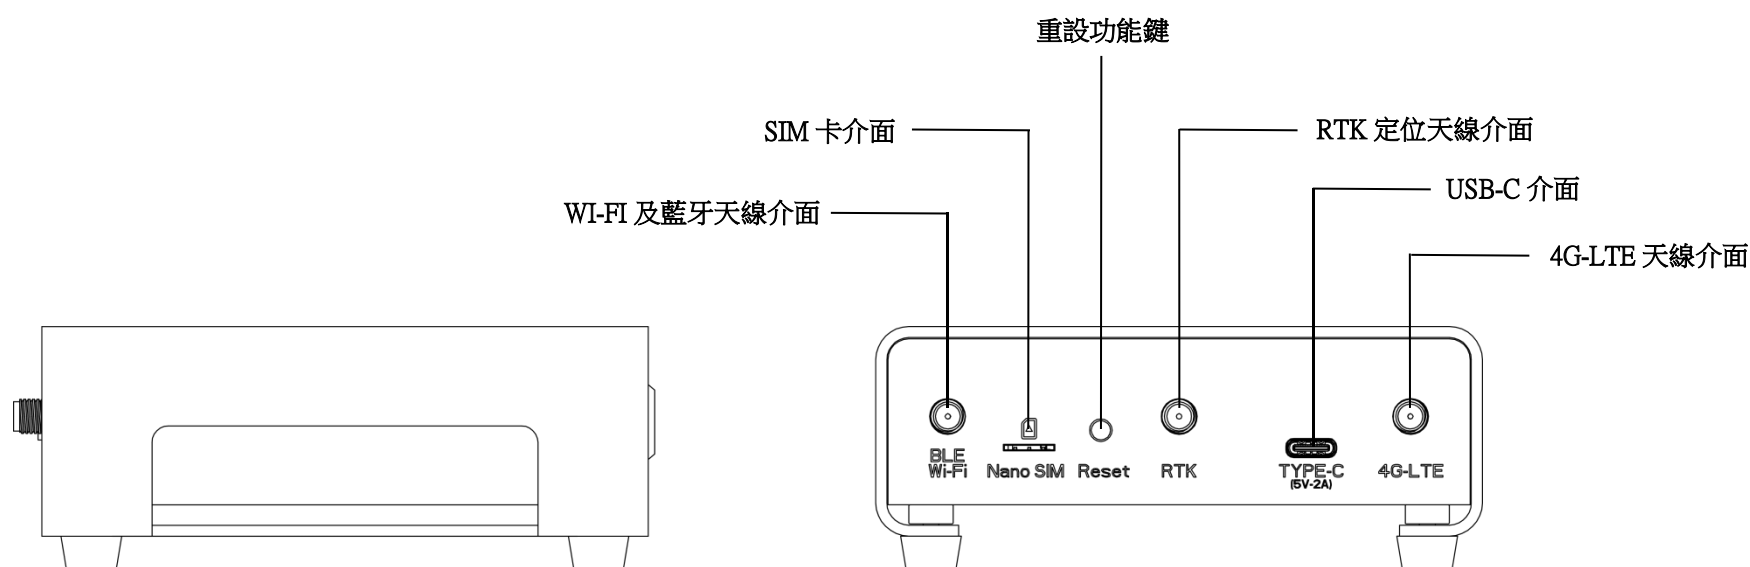 重設功能鍵
SIM 卡介面
RTK 定位天線介面
USB-C 介面
WI-FI 及藍牙天線介面
4G-LTE 天線介面
BLE
Wi-Fi
Nano SIM
Reset
RTK
TYPE-C
(5V-2A)
4G-LTE